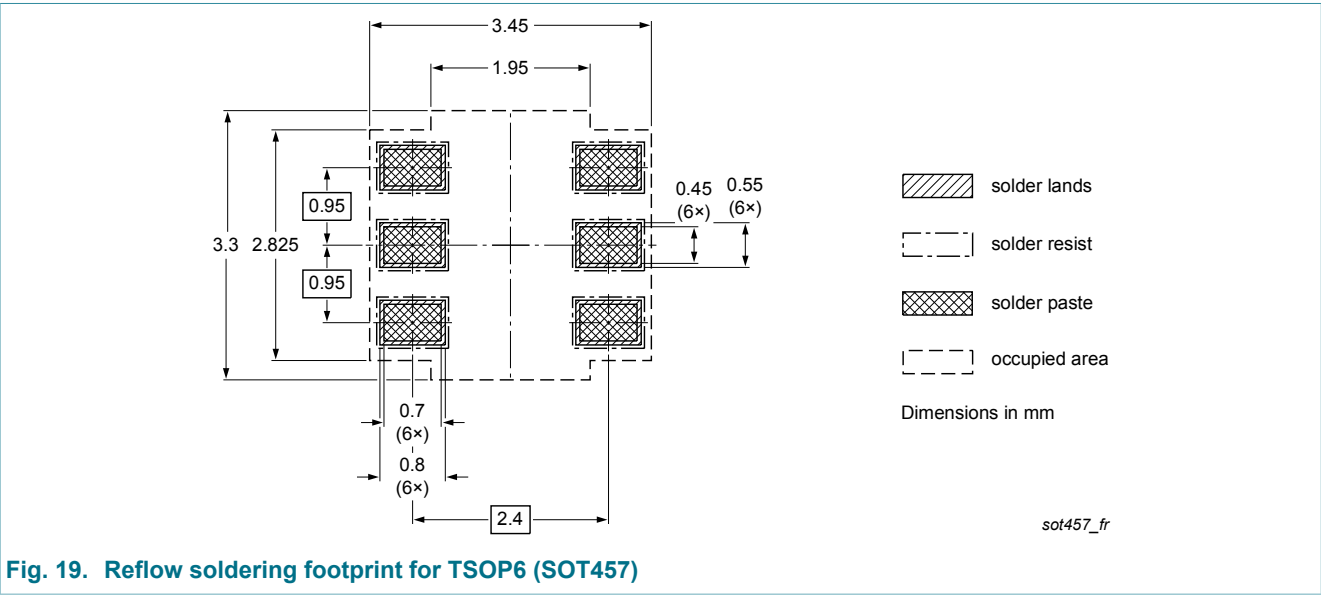 3.45
1.95
0.45
(6×)
0.55
(6×)
0.95
3.3
2.825
0.95
0.7
(6×)
0.8
(6×)
2.4
solder lands
solder resist
solder paste
occupied area
Dimensions in mm
sot457_fr
Fig. 19. Reflow soldering footprint for TSOP6 (SOT457)